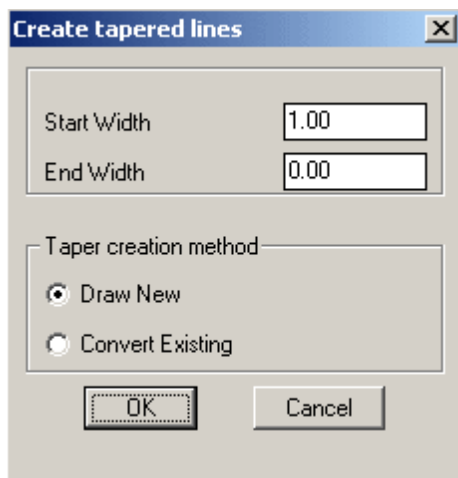 Create tapered lines
Start Width 1.00
End Width 0.00
Taper creation method
Draw New
Convert Existing
OK Cancel